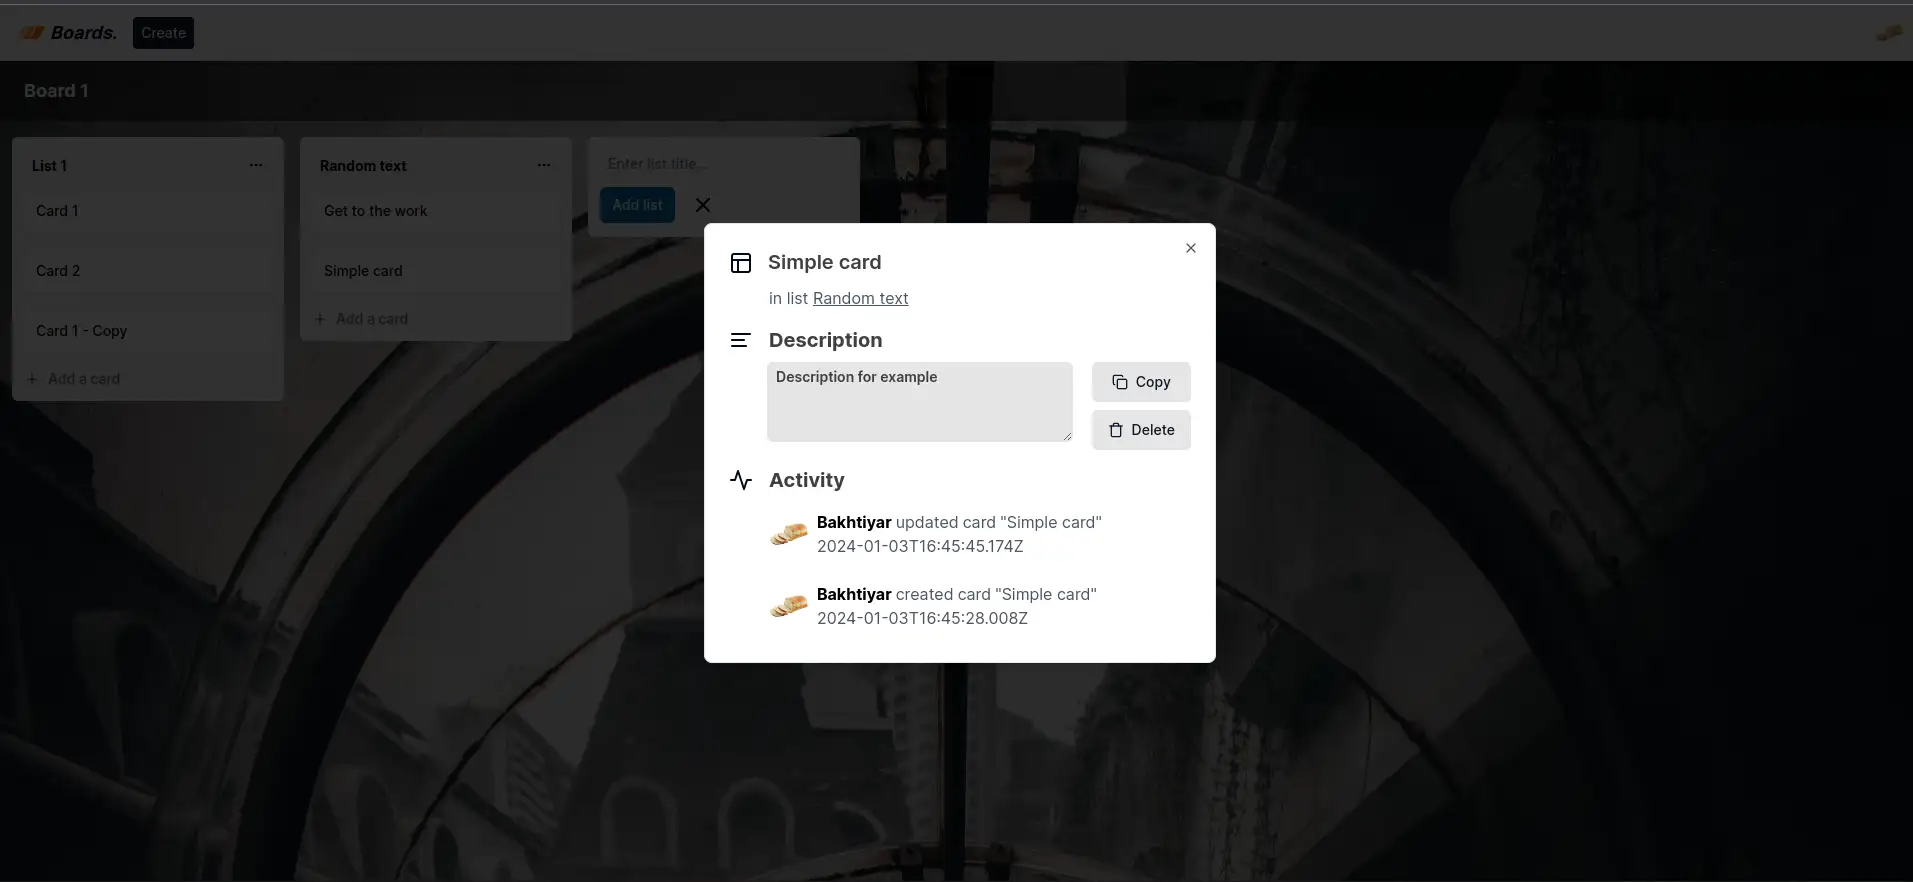 Boards.
Create
Board 1
List 1
...
Card 1
Card 2
Card 1 - Copy
+ Add a card
Random text
...
Get to the work
Simple card
+ Add a card
Enter list title...
Add list
Simple card
in list Random text
Description
Description for example
Copy
Delete
Activity
Bakhtiyar updated card "Simple card"
2024-01-03T16:45:45.174Z
Bakhtiyar created card "Simple card"
2024-01-03T16:45:28.008Z